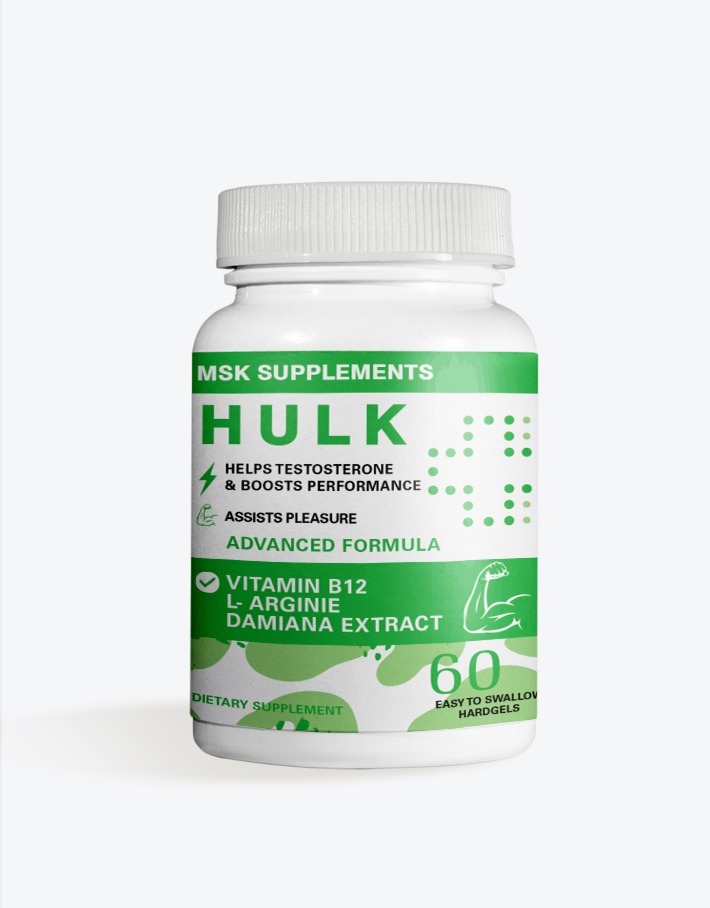 MSK SUPPLEMENTS
HULK
HELPS TESTOSTERONE
& BOOSTS PERFORMANCE
ASSISTS PLEASURE
ADVANCED FORMULA
VITAMIN B12
L- ARGINIE
DAMIANA EXTRACT
60
EASY TO SWALLOW
HARDGELS
DIETARY SUPPLEMENT